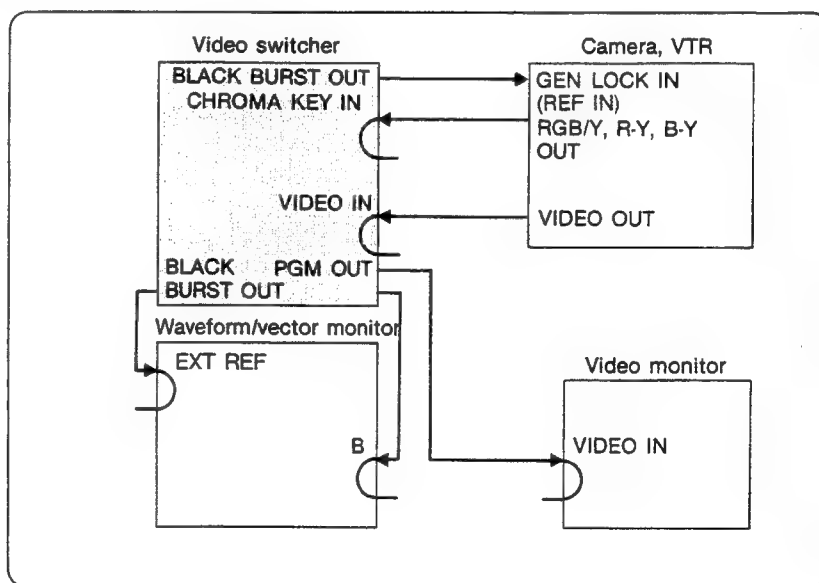 Video switcher
BLACK BURST OUT
CHROMA KEY IN
VIDEO IN
BLACK
BURST OUT
PGM OUT
Camera, VTR
GEN LOCK IN
(REF IN)
RGB/Y, R-Y, B-Y
OUT
VIDEO OUT
Waveform/vector monitor
EXT REF
B
Video monitor
VIDEO IN